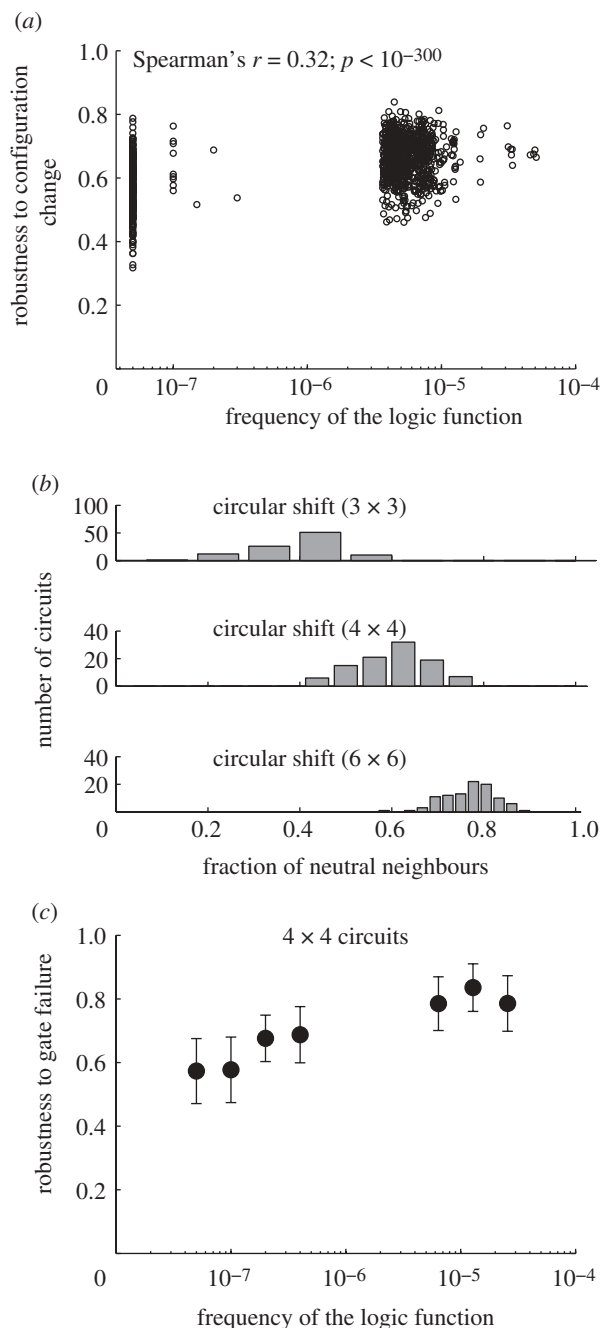 (a)
Spearman's r = 0.32; p < 10⁻³⁰⁰
robustness to configuration
change
1.0
0.8
0.6
0.4
0.2
0
10⁻⁷
10⁻⁶
10⁻⁵
10⁻⁴
frequency of the logic function
(b)
number of circuits
circular shift (3 × 3)
100
50
0
circular shift (4 × 4)
40
20
0
circular shift (6 × 6)
40
20
0
0.2
0.4
0.6
0.8
1.0
fraction of neutral neighbours
(c)
4 × 4 circuits
robustness to gate failure
1.0
0.8
0.6
0.4
0.2
0
10⁻⁷
10⁻⁶
10⁻⁵
10⁻⁴
frequency of the logic function